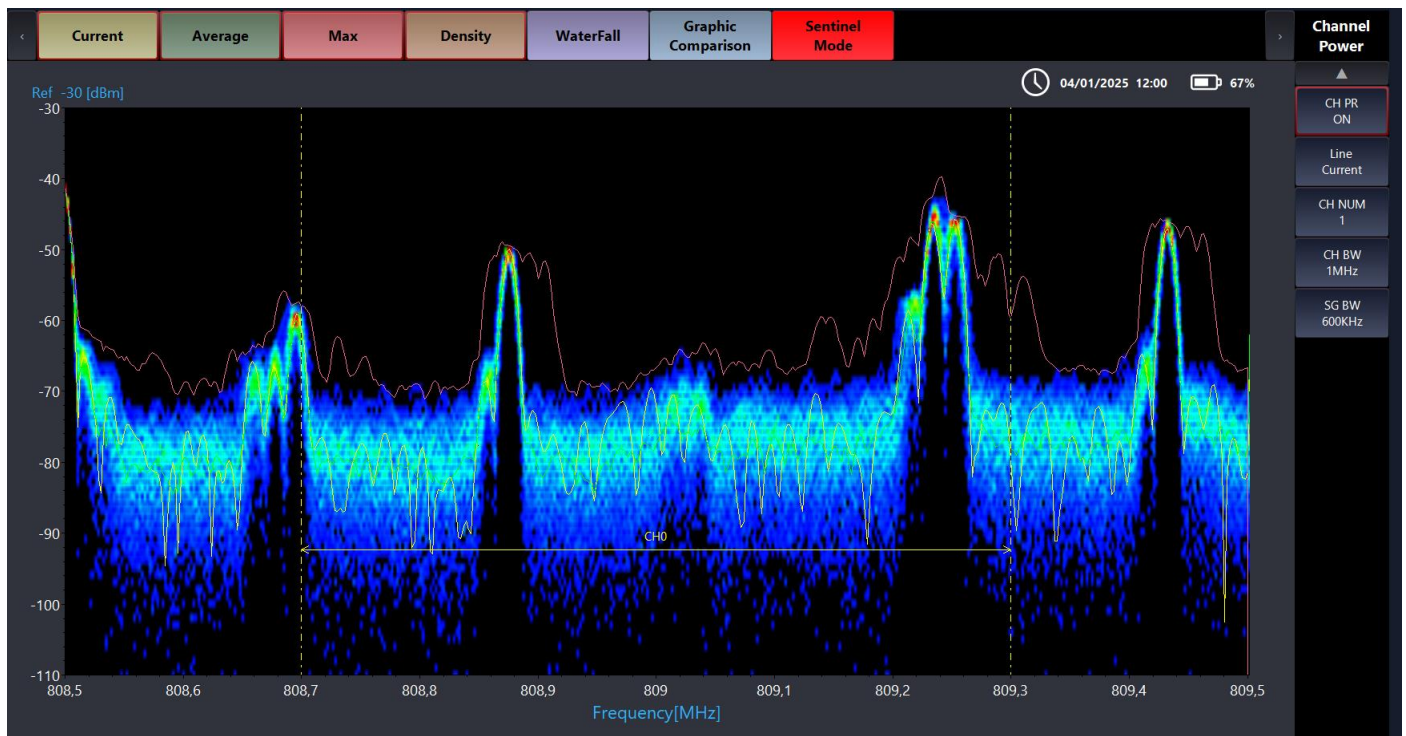 ‹
Current
Average
Max
Density
WaterFall
Graphic
Comparison
Sentinel
Mode
›
Channel
Power
04/01/2025 12:00
67%
Ref -30 [dBm]
-30
-40
-50
-60
-70
-80
-90
-100
-110
CH0
808,5
808,6
808,7
808,8
808,9
809
809,1
809,2
809,3
809,4
809,5
Frequency[MHz]
▲
CH PR
ON
Line
Current
CH NUM
1
CH BW
1MHz
SG BW
600KHz